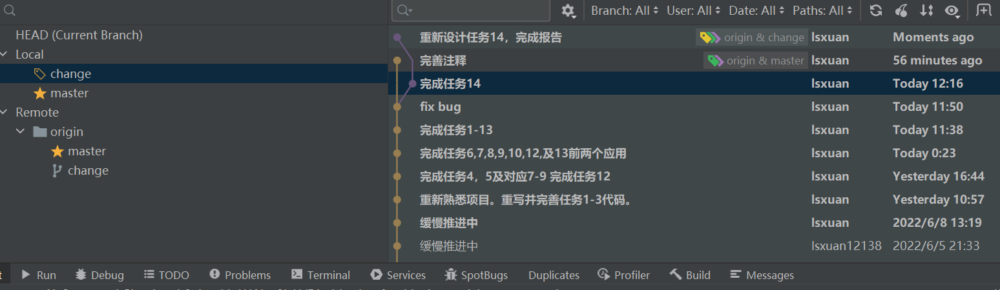 Branch: All User: All Date: All Paths: All
HEAD (Current Branch)
Local
change
master
Remote
origin
master
change
重新设计任务14，完成报告 origin & change lsxuan Moments ago
完善注释 origin & master lsxuan 56 minutes ago
完成任务14 lsxuan Today 12:16
fix bug lsxuan Today 11:50
完成任务1-13 lsxuan Today 11:38
完成任务6,7,8,9,10,12,及13前两个应用 lsxuan Today 0:23
完成任务4，5及对应7-9 完成任务12 lsxuan Yesterday 16:44
重新熟悉项目。重写并完善任务1-3代码。 lsxuan Yesterday 10:57
缓慢推进中 lsxuan 2022/6/8 13:19
缓慢推进中 lsxuan12138 2022/6/5 21:33
Run Debug TODO Problems Terminal Services SpotBugs Duplicates Profiler Build Messages